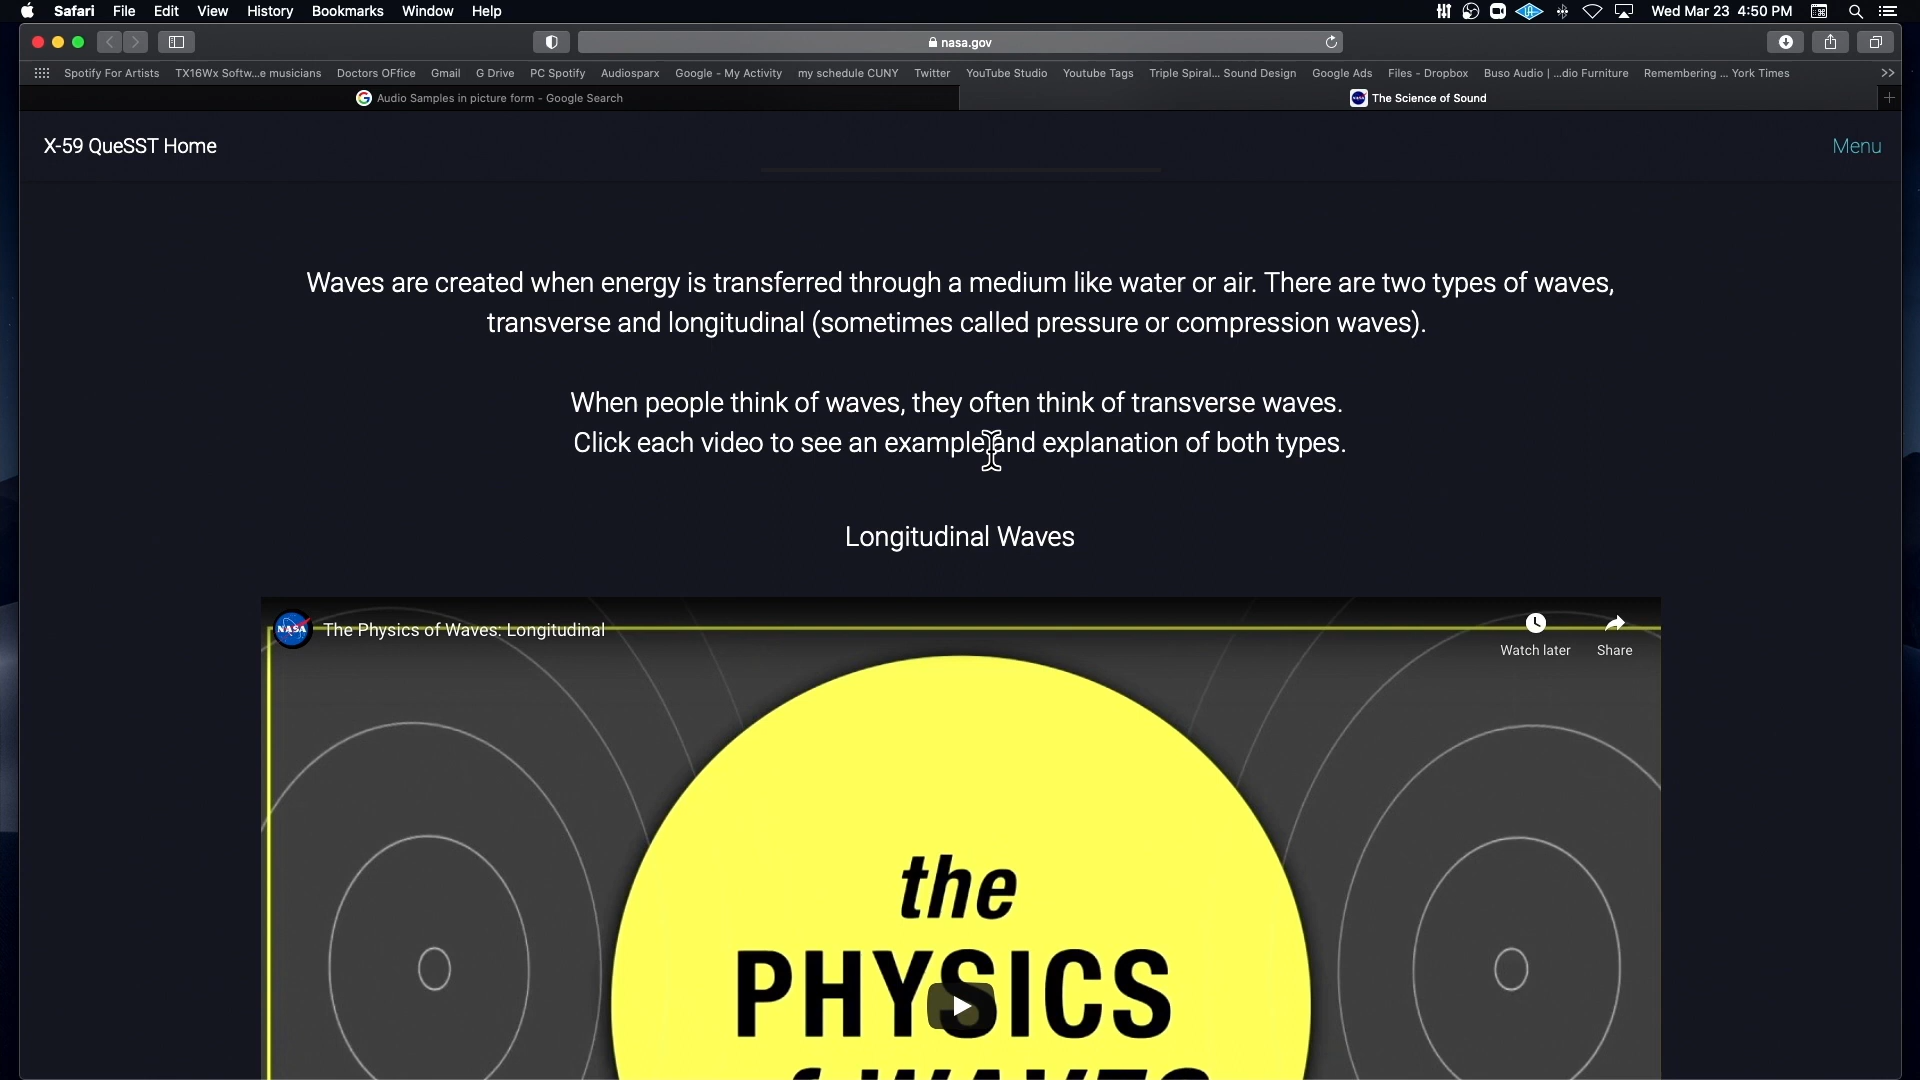 Safari File Edit View History Bookmarks Window Help
Wed Mar 23 4:50 PM
nasa.gov
Spotify For Artists TX16Wx Softw...e musicians Doctors OFfice Gmail G Drive PC Spotify Audiosparx Google - My Activity my schedule CUNY Twitter YouTube Studio Youtube Tags Triple Spiral... Sound Design Google Ads Files - Dropbox Buso Audio | ...dio Furniture Remembering ... York Times
Audio Samples in picture form - Google Search
NASA The Science of Sound
X-59 QueSST Home
Menu
Waves are created when energy is transferred through a medium like water or air. There are two types of waves,
transverse and longitudinal (sometimes called pressure or compression waves).
When people think of waves, they often think of transverse waves.
Click each video to see an example and explanation of both types.
Longitudinal Waves
NASA The Physics of Waves: Longitudinal
Watch later Share
the
PHYSICS
of WAVES